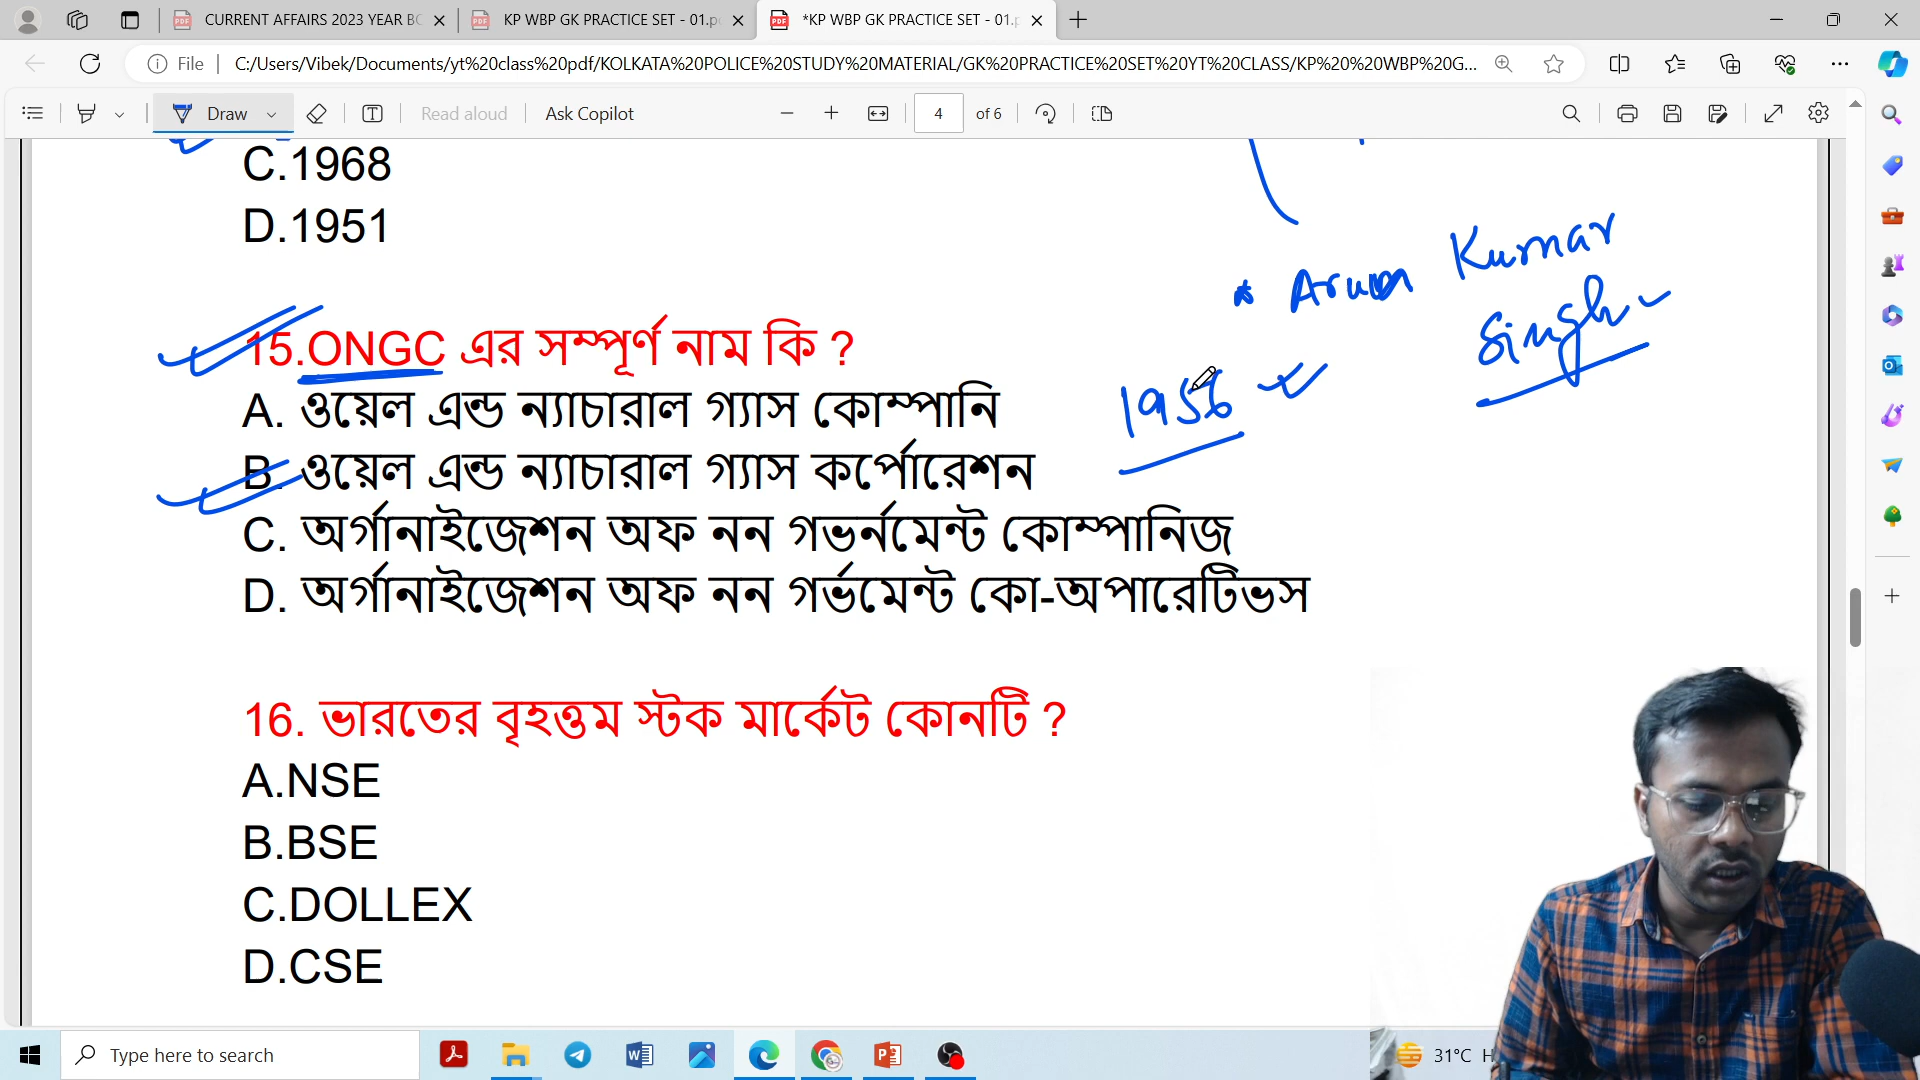 CURRENT AFFAIRS 2023 YEAR BC
KP WBP GK PRACTICE SET - 01.p
*KP WBP GK PRACTICE SET - 01.p
File
C:/Users/Vibek/Documents/yt%20class%20pdf/KOLKATA%20POLICE%20STUDY%20MATERIAL/GK%20PRACTICE%20SET%20YT%20CLASS/KP%20%20WBP%20G...
Draw
Read aloud
Ask Copilot
4 of 6
C.1968
D.1951
* Arun Kumar
Singh
15.ONGC এর সম্পূর্ণ নাম কি ?
A. ওয়েল এন্ড ন্যাচারাল গ্যাস কোম্পানি
1956
B. ওয়েল এন্ড ন্যাচারাল গ্যাস কর্পোরেশন
C. অর্গানাইজেশন অফ নন গভর্নমেন্ট কোম্পানিজ
D. অর্গানাইজেশন অফ নন গর্ভমেন্ট কো-অপারেটিভস
16. ভারতের বৃহত্তম স্টক মার্কেট কোনটি ?
A.NSE
B.BSE
C.DOLLEX
D.CSE
Type here to search
31°C H